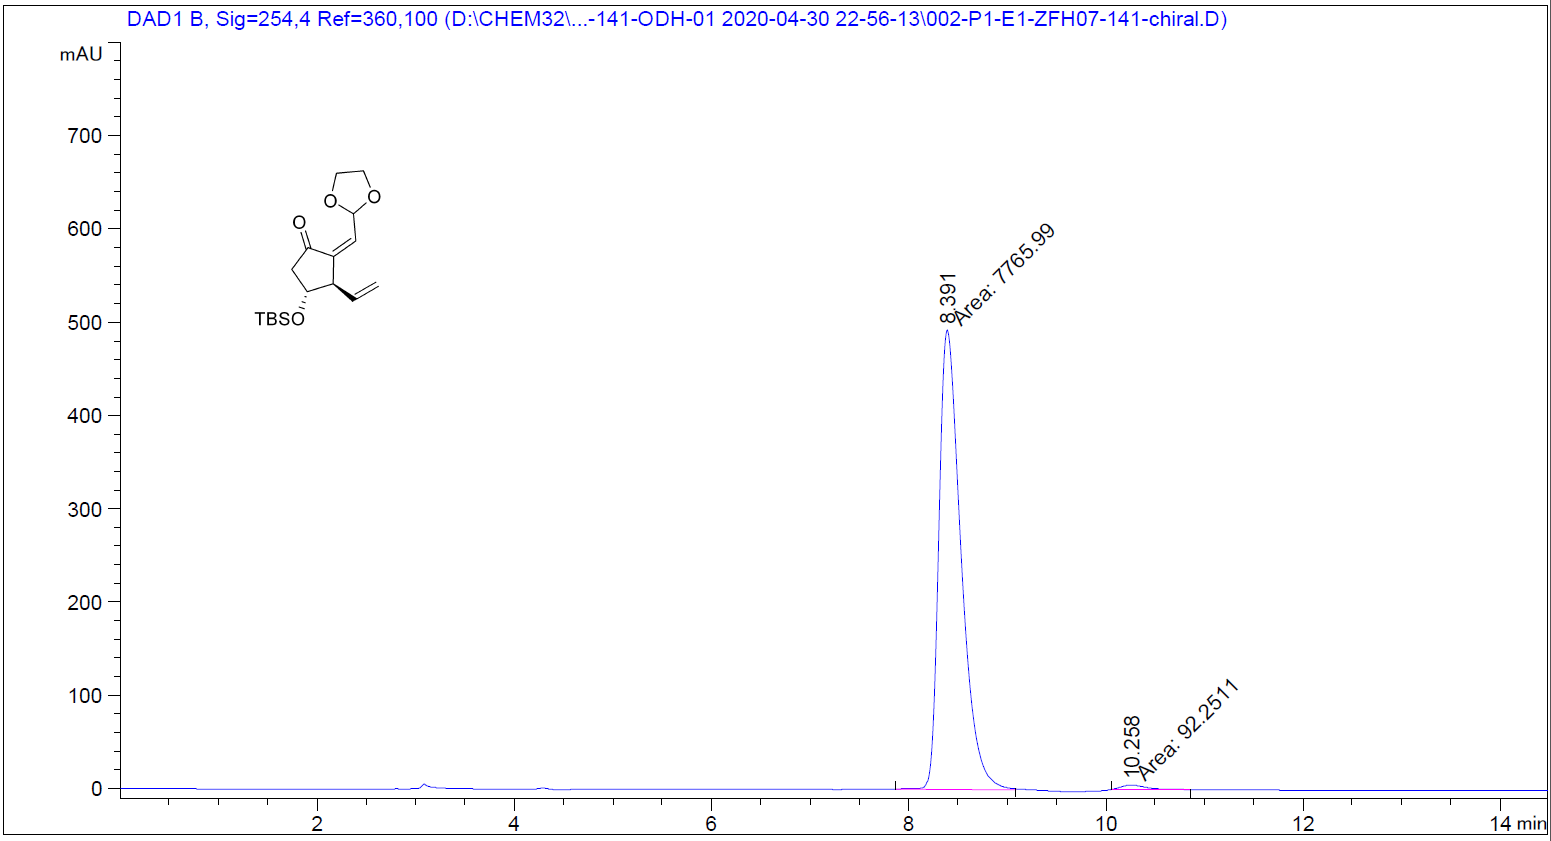 DAD1 B, Sig=254,4 Ref=360,100 (D:\CHEM32\...-141-ODH-01 2020-04-30 22-56-13\002-P1-E1-ZFH07-141-chiral.D)
mAU
700
600
500
400
300
200
100
0
O
O
O
TBSO
8.391
Area: 7765.99
10.258
Area: 92.2511
2
4
6
8
10
12
14
min